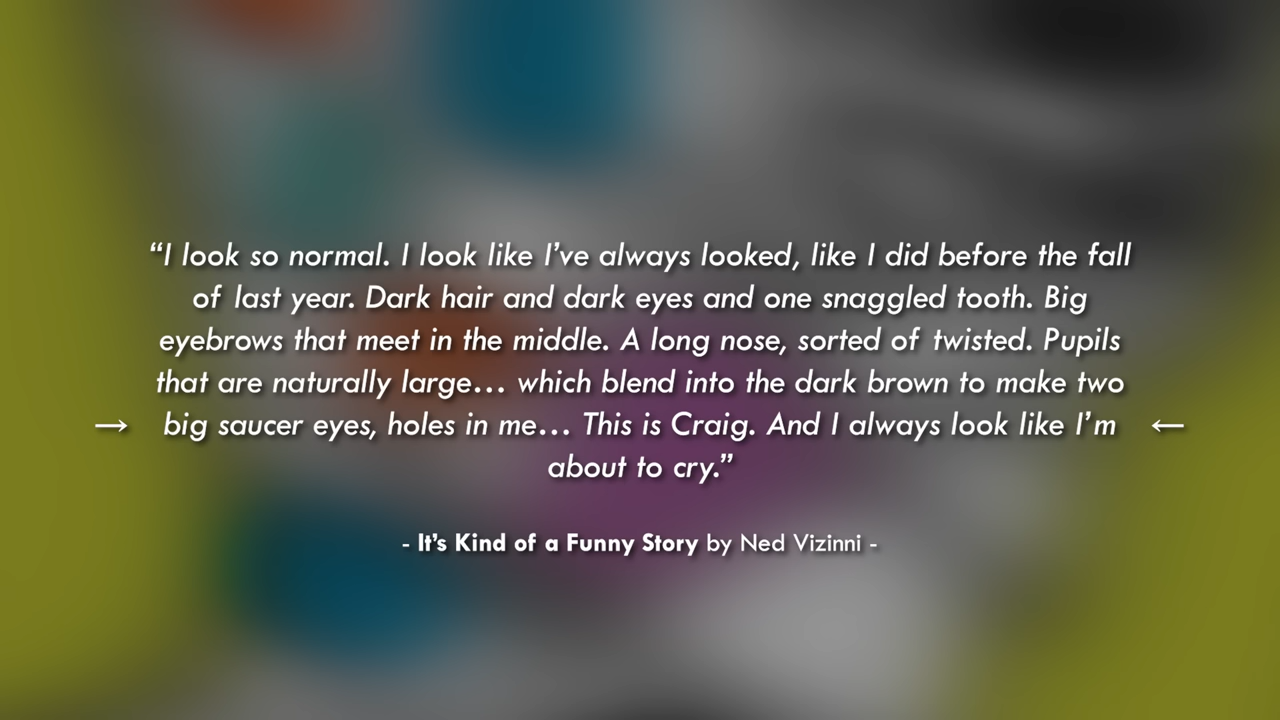 “I look so normal. I look like I’ve always looked, like I did before the fall
of last year. Dark hair and dark eyes and one snaggled tooth. Big
eyebrows that meet in the middle. A long nose, sorted of twisted. Pupils
that are naturally large… which blend into the dark brown to make two
→ big saucer eyes, holes in me… This is Craig. And I always look like I’m ←
about to cry.”
- It’s Kind of a Funny Story by Ned Vizinni -